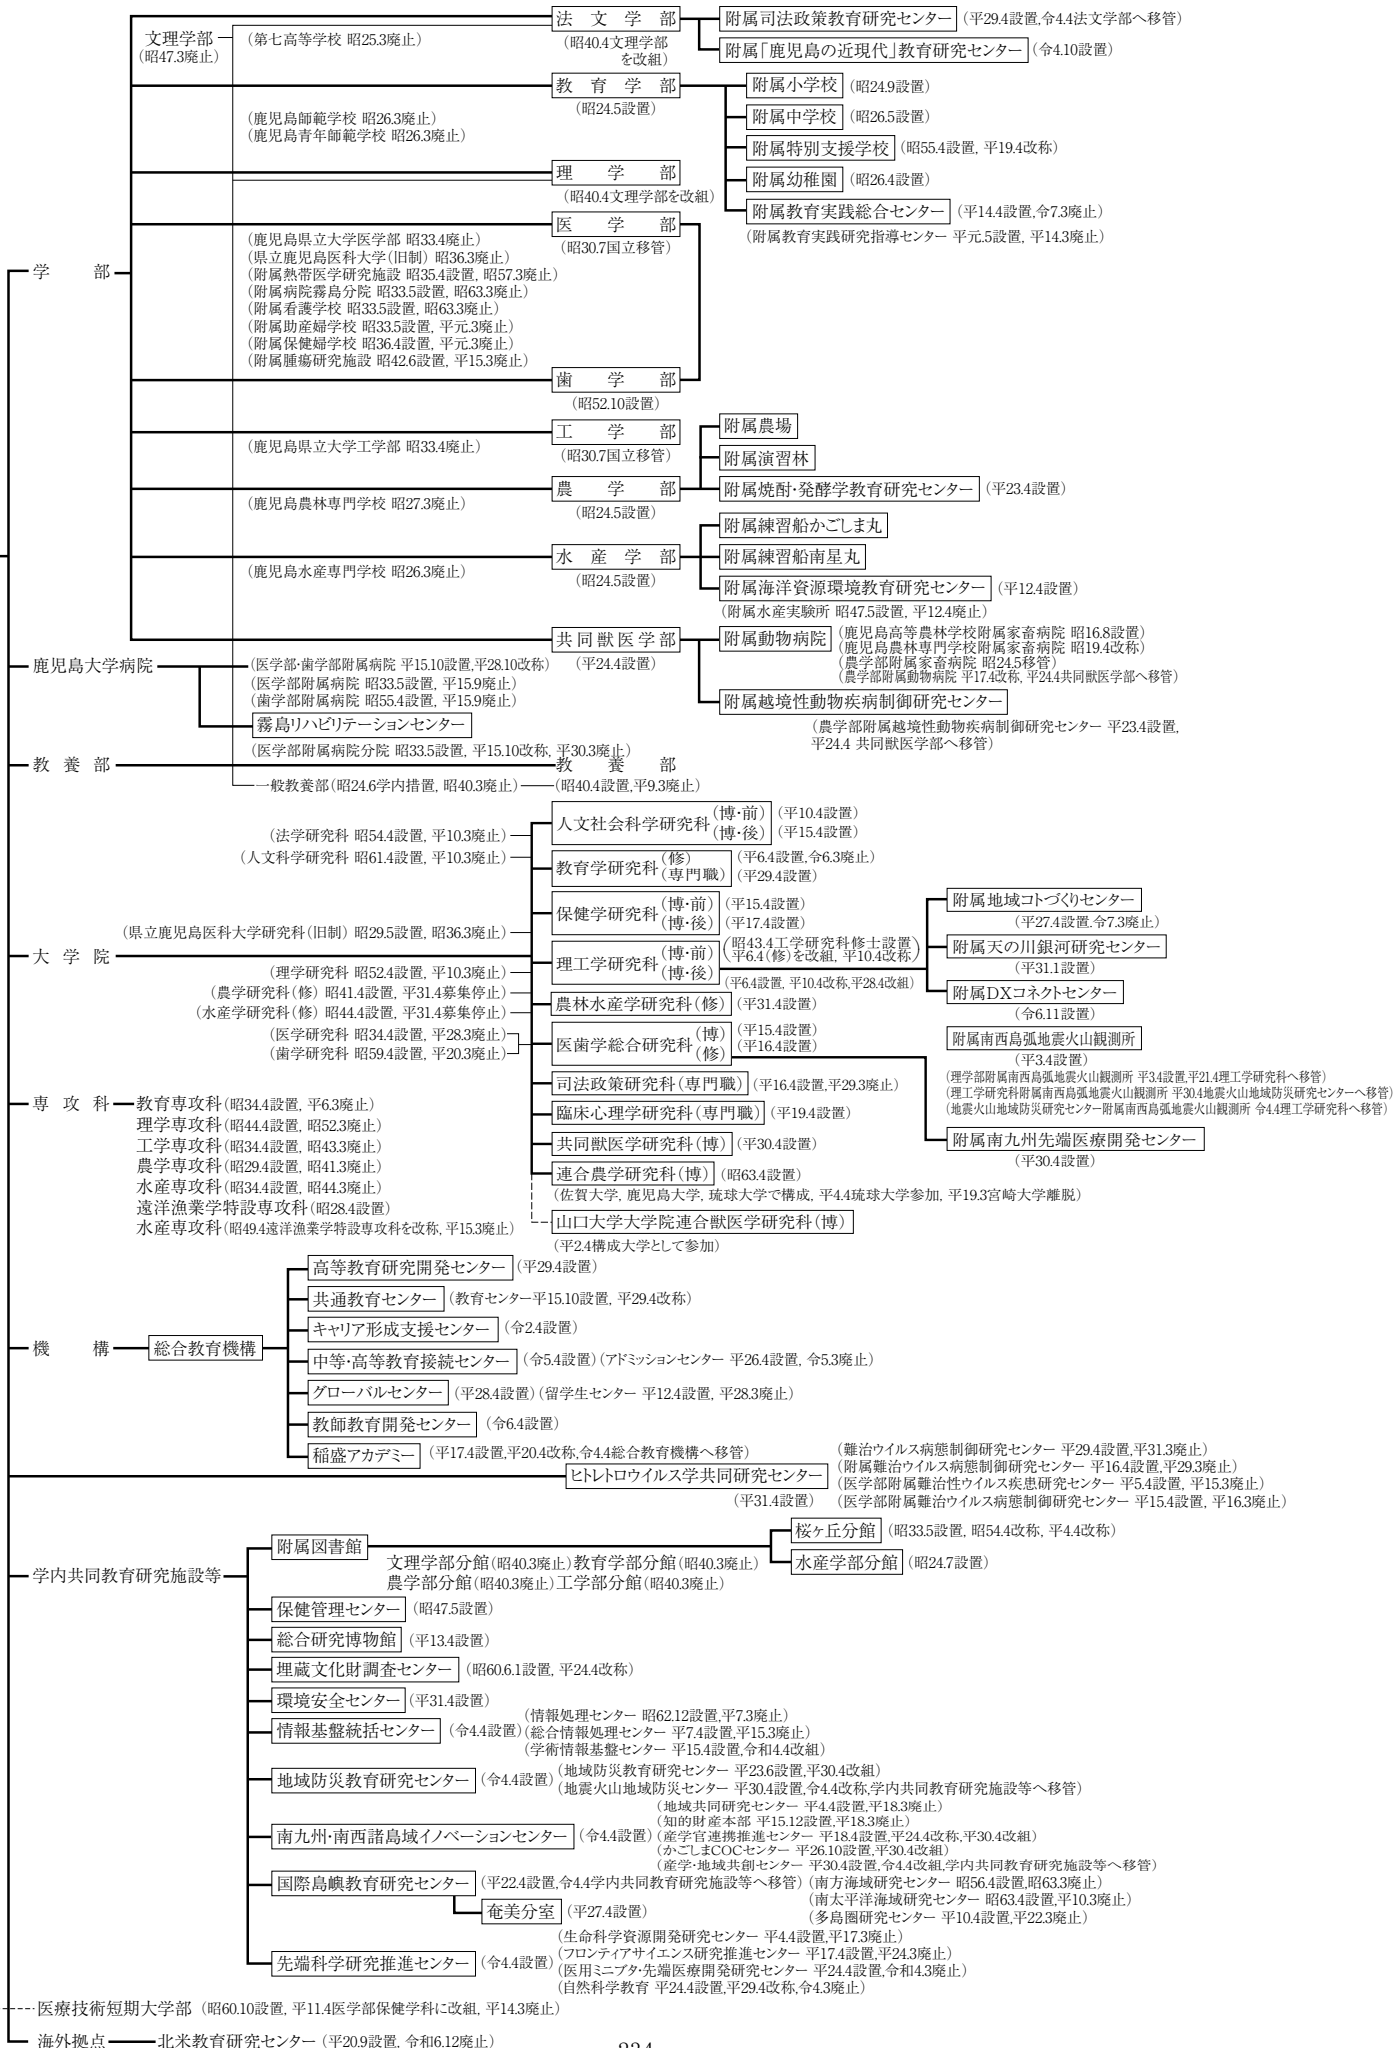 法文学部
附属司法政策教育研究センター (平29.4設置,令4.4法文学部へ移管)
文理学部
(昭47.3廃止)
(第七高等学校 昭25.3廃止)
(昭40.4文理学部
を改組)
附属「鹿児島の近現代」教育研究センター (令4.10設置)
教育学部
(昭24.5設置)
附属小学校 (昭24.9設置)
附属中学校 (昭26.5設置)
(鹿児島師範学校 昭26.3廃止)
(鹿児島青年師範学校 昭26.3廃止)
附属特別支援学校 (昭55.4設置, 平19.4改称)
附属幼稚園 (昭26.4設置)
附属教育実践総合センター (平14.4設置,令7.3廃止)
(附属教育実践研究指導センター 平元.5設置, 平14.3廃止)
理学部
(昭40.4文理学部を改組)
学部
医学部
(昭30.7国立移管)
(鹿児島県立大学医学部 昭33.4廃止)
(県立鹿児島医科大学(旧制) 昭36.3廃止)
(附属熱帯医学研究施設 昭35.4設置, 昭57.3廃止)
(附属病院霧島分院 昭33.5設置, 昭63.3廃止)
(附属看護学校 昭33.5設置, 昭63.3廃止)
(附属助産婦学校 昭33.5設置, 平元.3廃止)
(附属保健婦学校 昭36.4設置, 平元.3廃止)
(附属腫瘍研究施設 昭42.6設置, 平15.3廃止)
歯学部
(昭52.10設置)
工学部
(昭30.7国立移管)
(鹿児島県立大学工学部 昭33.4廃止)
附属農場
附属演習林
農学部
(昭24.5設置)
附属焼酎・発酵学教育研究センター (平23.4設置)
(鹿児島農林専門学校 昭27.3廃止)
附属練習船かごしま丸
水産学部
(昭24.5設置)
附属練習船南星丸
(鹿児島水産専門学校 昭26.3廃止)
附属海洋資源環境教育研究センター (平12.4設置)
(附属水産実験所 昭47.5設置, 平12.4廃止)
共同獣医学部
(平24.4設置)
附属動物病院
(鹿児島高等農林学校附属家畜病院 昭16.8設置)
(鹿児島農林専門学校附属家畜病院 昭19.4改称)
(農学部附属家畜病院 昭24.5移管)
(農学部附属動物病院 平17.4改称, 平24.4共同獣医学部へ移管)
附属越境性動物疾病制御研究センター
(農学部附属越境性動物疾病制御研究センター 平23.4設置,
平24.4 共同獣医学部へ移管)
鹿児島大学病院
(医学部・歯学部附属病院 平15.10設置,平28.10改称)
(医学部附属病院 昭33.5設置, 平15.9廃止)
(歯学部附属病院 昭55.4設置, 平15.9廃止)
霧島リハビリテーションセンター
(医学部附属病院分院 昭33.5設置, 平15.10改称, 平30.3廃止)
教養部
教養部
一般教養部(昭24.6学内措置, 昭40.3廃止)
(昭40.4設置,平9.3廃止)
大学院
(法学研究科 昭54.4設置, 平10.3廃止)
(人文科学研究科 昭61.4設置, 平10.3廃止)
(県立鹿児島医科大学研究科(旧制) 昭29.5設置, 昭36.3廃止)
(理学研究科 昭52.4設置, 平10.3廃止)
(農学研究科(修) 昭41.4設置, 平31.4募集停止)
(水産学研究科(修) 昭44.4設置, 平31.4募集停止)
(医学研究科 昭34.4設置, 平28.3廃止)
(歯学研究科 昭59.4設置, 平20.3廃止)
人文社会科学研究科 (博・前) (平10.4設置)
(博・後) (平15.4設置)
教育学研究科 (修) (平6.4設置,令6.3廃止)
(専門職) (平29.4設置)
保健学研究科 (博・前) (平15.4設置)
(博・後) (平17.4設置)
理工学研究科 (博・前) (昭43.4工学研究科修士設置)
平6.4(修)を改組, 平10.4改称
(博・後) (平6.4設置, 平10.4改称,平28.4改組)
農林水産学研究科(修) (平31.4設置)
医歯学総合研究科 (博) (平15.4設置)
(修) (平16.4設置)
司法政策研究科(専門職) (平16.4設置,平29.3廃止)
臨床心理学研究科(専門職) (平19.4設置)
共同獣医学研究科(博) (平30.4設置)
連合農学研究科(博) (昭63.4設置)
(佐賀大学, 鹿児島大学, 琉球大学で構成, 平4.4琉球大学参加, 平19.3宮崎大学離脱)
山口大学大学院連合獣医学研究科(博)
(平2.4構成大学として参加)
附属地域コトづくりセンター
(平27.4設置.令7.3廃止)
附属天の川銀河研究センター
(平31.1設置)
附属DXコネクトセンター
(令6.11設置)
附属南西島弧地震火山観測所
(平3.4設置)
(理学部附属南西島弧地震火山観測所 平3.4設置,平21.4理工学研究科へ移管)
(理工学研究科附属南西島弧地震火山観測所 平30.4地震火山地域防災研究センターへ移管)
(地震火山地域防災研究センター附属南西島弧地震火山観測所 令4.4理工学研究科へ移管)
附属南九州先端医療開発センター
(平30.4設置)
専攻科
教育専攻科(昭34.4設置, 平6.3廃止)
理学専攻科(昭44.4設置, 昭52.3廃止)
工学専攻科(昭34.4設置, 昭43.3廃止)
農学専攻科(昭29.4設置, 昭41.3廃止)
水産専攻科(昭34.4設置, 昭44.3廃止)
遠洋漁業学特設専攻科(昭28.4設置)
水産専攻科(昭49.4遠洋漁業学特設専攻科を改称, 平15.3廃止)
機構
総合教育機構
高等教育研究開発センター (平29.4設置)
共通教育センター (教育センター平15.10設置, 平29.4改称)
キャリア形成支援センター (令2.4設置)
中等・高等教育接続センター (令5.4設置)(アドミッションセンター 平26.4設置, 令5.3廃止)
グローバルセンター (平28.4設置)(留学生センター 平12.4設置, 平28.3廃止)
教師教育開発センター (令6.4設置)
稲盛アカデミー (平17.4設置,平20.4改称,令4.4総合教育機構へ移管)
ヒトレトロウイルス学共同研究センター
(平31.4設置)
(難治ウイルス病態制御研究センター 平29.4設置,平31.3廃止)
(附属難治ウイルス病態制御研究センター 平16.4設置,平29.3廃止)
(医学部附属難治性ウイルス疾患研究センター 平5.4設置, 平15.3廃止)
(医学部附属難治ウイルス病態制御研究センター 平15.4設置, 平16.3廃止)
学内共同教育研究施設等
附属図書館
桜ヶ丘分館 (昭33.5設置, 昭54.4改称, 平4.4改称)
水産学部分館 (昭24.7設置)
文理学部分館(昭40.3廃止)教育学部分館(昭40.3廃止)
農学部分館(昭40.3廃止)工学部分館(昭40.3廃止)
保健管理センター (昭47.5設置)
総合研究博物館 (平13.4設置)
埋蔵文化財調査センター (昭60.6.1設置, 平24.4改称)
環境安全センター (平31.4設置)
情報基盤統括センター (令4.4設置)
(情報処理センター 昭62.12設置,平7.3廃止)
(総合情報処理センター 平7.4設置,平15.3廃止)
(学術情報基盤センター 平15.4設置,令和4.4改組)
地域防災教育研究センター (令4.4設置)
(地域防災教育研究センター 平23.6設置,平30.4改組)
(地震火山地域防災センター 平30.4設置,令4.4改称,学内共同教育研究施設等へ移管)
南九州・南西諸島域イノベーションセンター (令4.4設置)
(地域共同研究センター 平4.4設置,平18.3廃止)
(知的財産本部 平15.12設置,平18.3廃止)
(産学官連携推進センター 平18.4設置,平24.4改称,平30.4改組)
(かごしまCOCセンター 平26.10設置,平30.4改組)
(産学・地域共創センター 平30.4設置,令4.4改組,学内共同教育研究施設等へ移管)
国際島嶼教育研究センター (平22.4設置,令4.4学内共同教育研究施設等へ移管)
(南方海域研究センター 昭56.4設置,昭63.3廃止)
(南太平洋海域研究センター 昭63.4設置,平10.3廃止)
(多島圏研究センター 平10.4設置,平22.3廃止)
奄美分室 (平27.4設置)
先端科学研究推進センター (令4.4設置)
(生命科学資源開発研究センター 平4.4設置,平17.3廃止)
(フロンティアサイエンス研究推進センター 平17.4設置,平24.3廃止)
(医用ミニブタ・先端医療開発研究センター 平24.4設置,令和4.3廃止)
(自然科学教育 平24.4設置,平29.4改称,令4.3廃止)
医療技術短期大学部 (昭60.10設置, 平11.4医学部保健学科に改組, 平14.3廃止)
海外拠点 北米教育研究センター (平20.9設置, 令和6.12廃止)